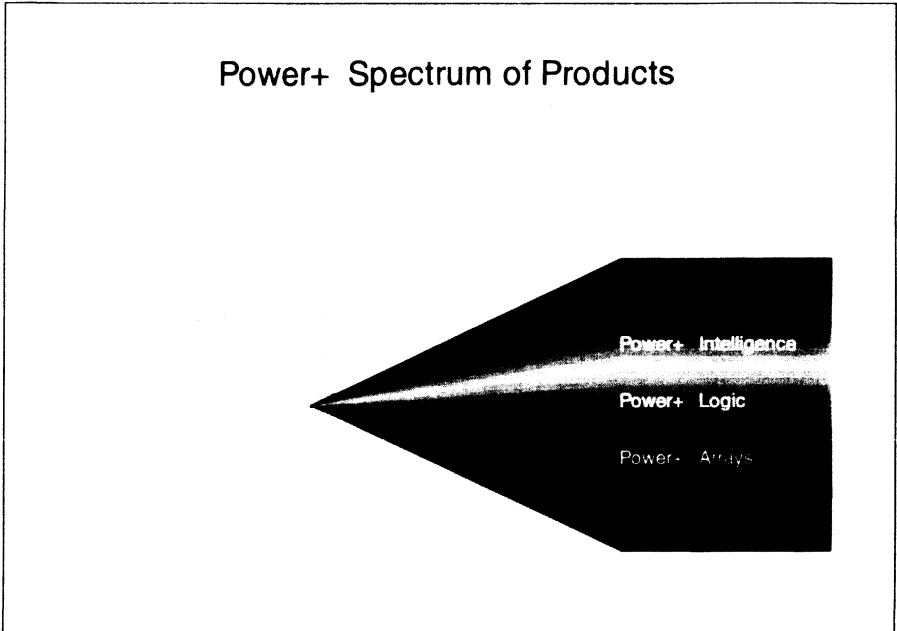 Power+ Spectrum of Products
Power+ Intelligence
Power+ Logic
Power+ Arrays